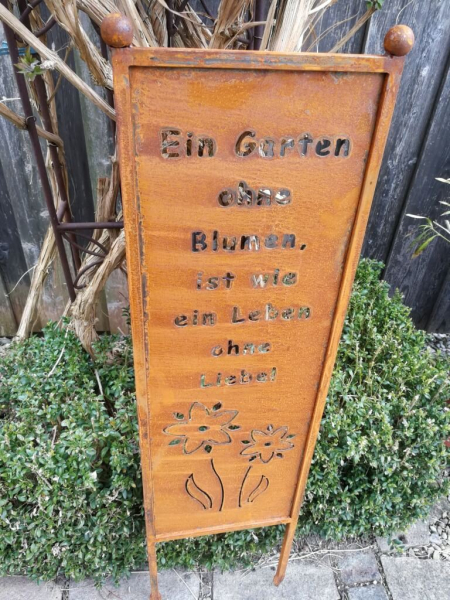 Ein Garten
ohne
Blumen,
ist wie
ein Leben
ohne
Liebe!